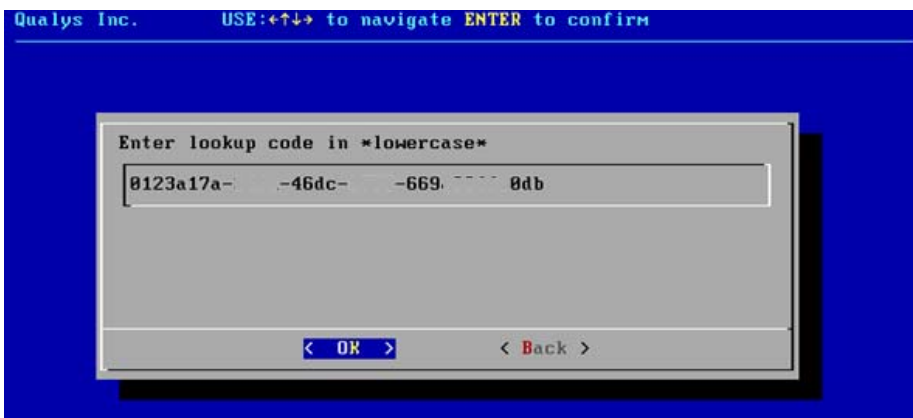 Qualys Inc. USE:←↑↓→ to navigate ENTER to confirm
Enter lookup code in *lowercase*
0123a17a- -46dc- -669 0db
< OK > < Back >